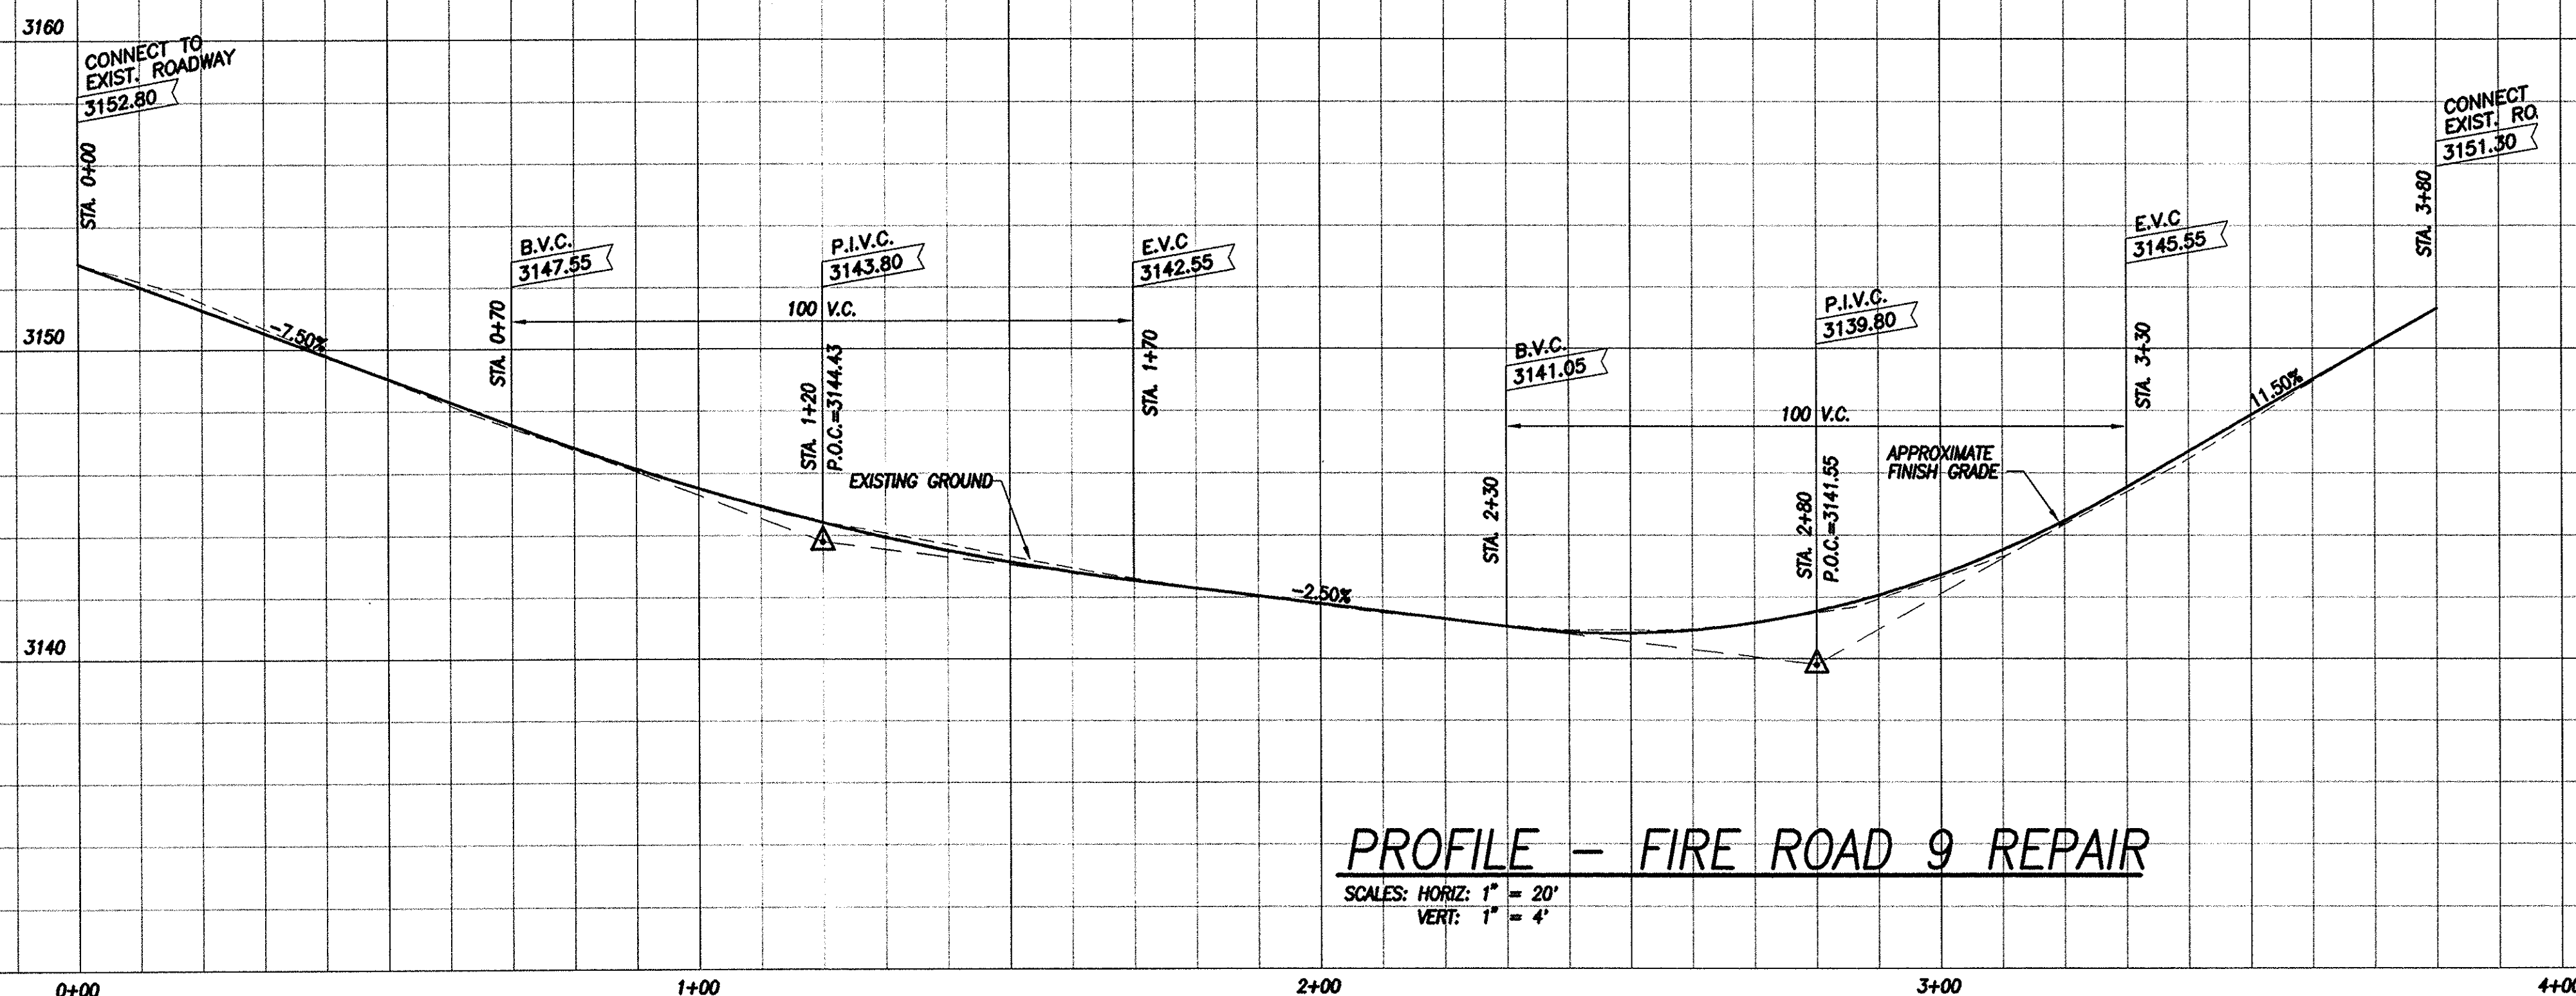 3160
CONNECT TO
EXIST. ROADWAY
3152.80
STA. 0+00
CONNECT
EXIST. RO
3151.30
STA. 3+80
B.V.C.
3147.55
STA. 0+70
P.I.V.C.
3143.80
STA. 1+20
P.O.C.=3144.43
E.V.C
3142.55
STA. 1+70
100 V.C.
E.V.C
3145.55
STA. 3+30
P.I.V.C.
3139.80
STA. 2+80
P.O.C.=3141.55
B.V.C.
3141.05
STA. 2+30
100 V.C.
3150
-7.50%
11.50%
EXISTING GROUND
APPROXIMATE
FINISH GRADE
-2.50%
3140
PROFILE - FIRE ROAD 9 REPAIR
SCALES: HORIZ: 1" = 20'
VERT: 1" = 4'
0+00
1+00
2+00
3+00
4+00